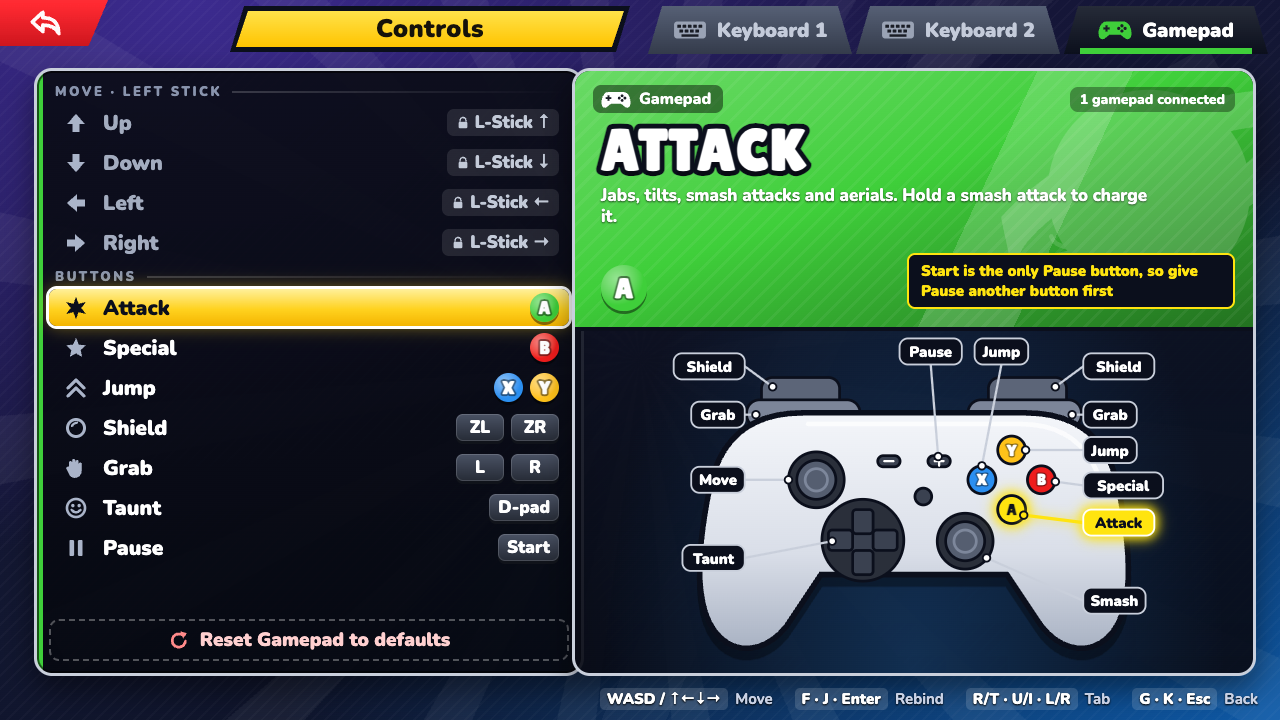 Controls
Keyboard 1
Keyboard 2
Gamepad
MOVE · LEFT STICK
Up
L-Stick ↑
Down
L-Stick ↓
Left
L-Stick ←
Right
L-Stick →
BUTTONS
Attack
A
Special
B
Jump
X Y
Shield
ZL ZR
Grab
L R
Taunt
D-pad
Pause
Start
Reset Gamepad to defaults
Gamepad
1 gamepad connected
ATTACK
Jabs, tilts, smash attacks and aerials. Hold a smash attack to charge
it.
A
Start is the only Pause button, so give
Pause another button first
Pause
Jump
Shield
Shield
Grab
Grab
Y
Jump
Move
X
B
Special
A
Attack
Taunt
Smash
WASD / ↑←↓→ Move
F · J · Enter Rebind
R/T · U/I · L/R Tab
G · K · Esc Back